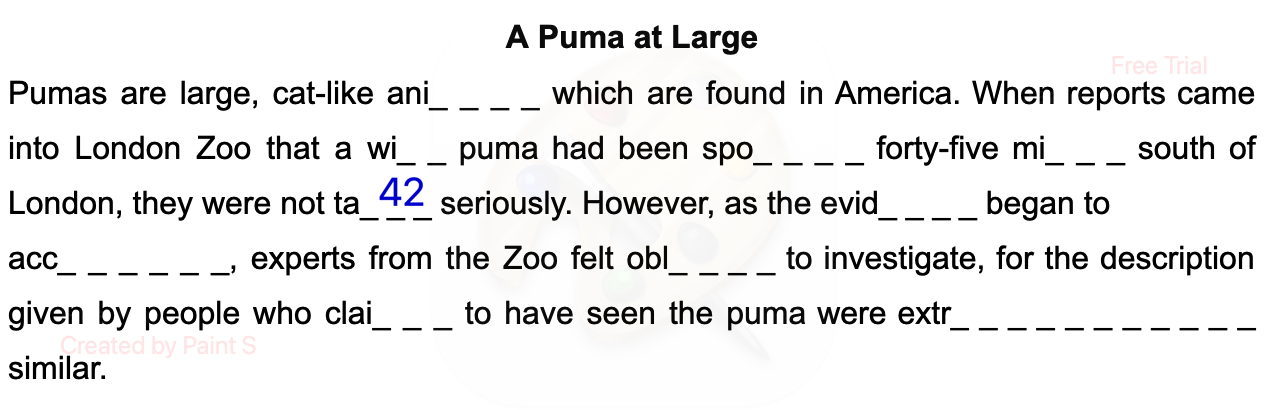 A Puma at Large
Free Trial
Pumas are large, cat-like ani_ _ _ _ which are found in America. When reports came
into London Zoo that a wi_ _ puma had been spo_ _ _ _ forty-five mi_ _ _ south of
London, they were not ta_ _ _ 42 seriously. However, as the evid_ _ _ _ began to
acc_ _ _ _ _ _, experts from the Zoo felt obl_ _ _ _ to investigate, for the description
given by people who clai_ _ _ to have seen the puma were extr_ _ _ _ _ _ _ _ _ _ _
Created by Paint S
similar.